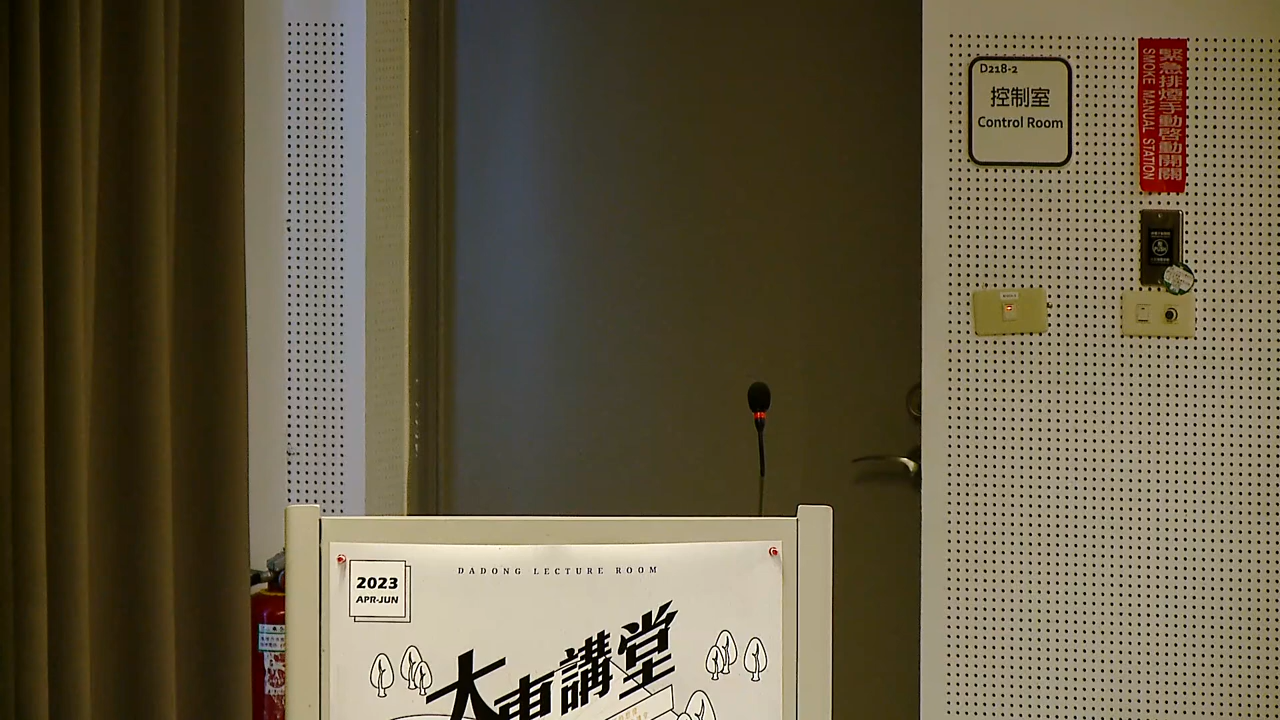 D218-2
控制室
Control Room
緊急排煙手動啓動開關
SMOKE MANUAL STATION
2023
APR-JUN
DADONG LECTURE ROOM
大東講堂